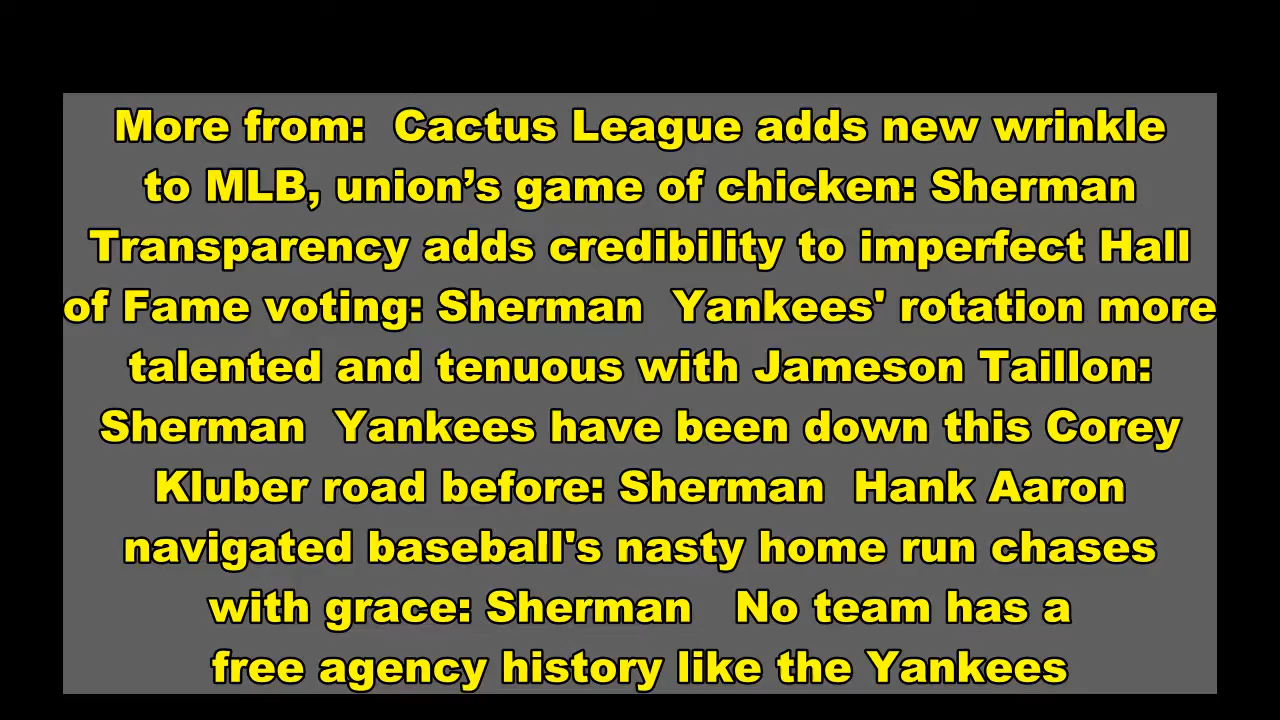 More from:  Cactus League adds new wrinkle
to MLB, union’s game of chicken: Sherman
Transparency adds credibility to imperfect Hall
of Fame voting: Sherman  Yankees' rotation more
talented and tenuous with Jameson Taillon:
Sherman  Yankees have been down this Corey
Kluber road before: Sherman  Hank Aaron
navigated baseball's nasty home run chases
with grace: Sherman   No team has a
free agency history like the Yankees